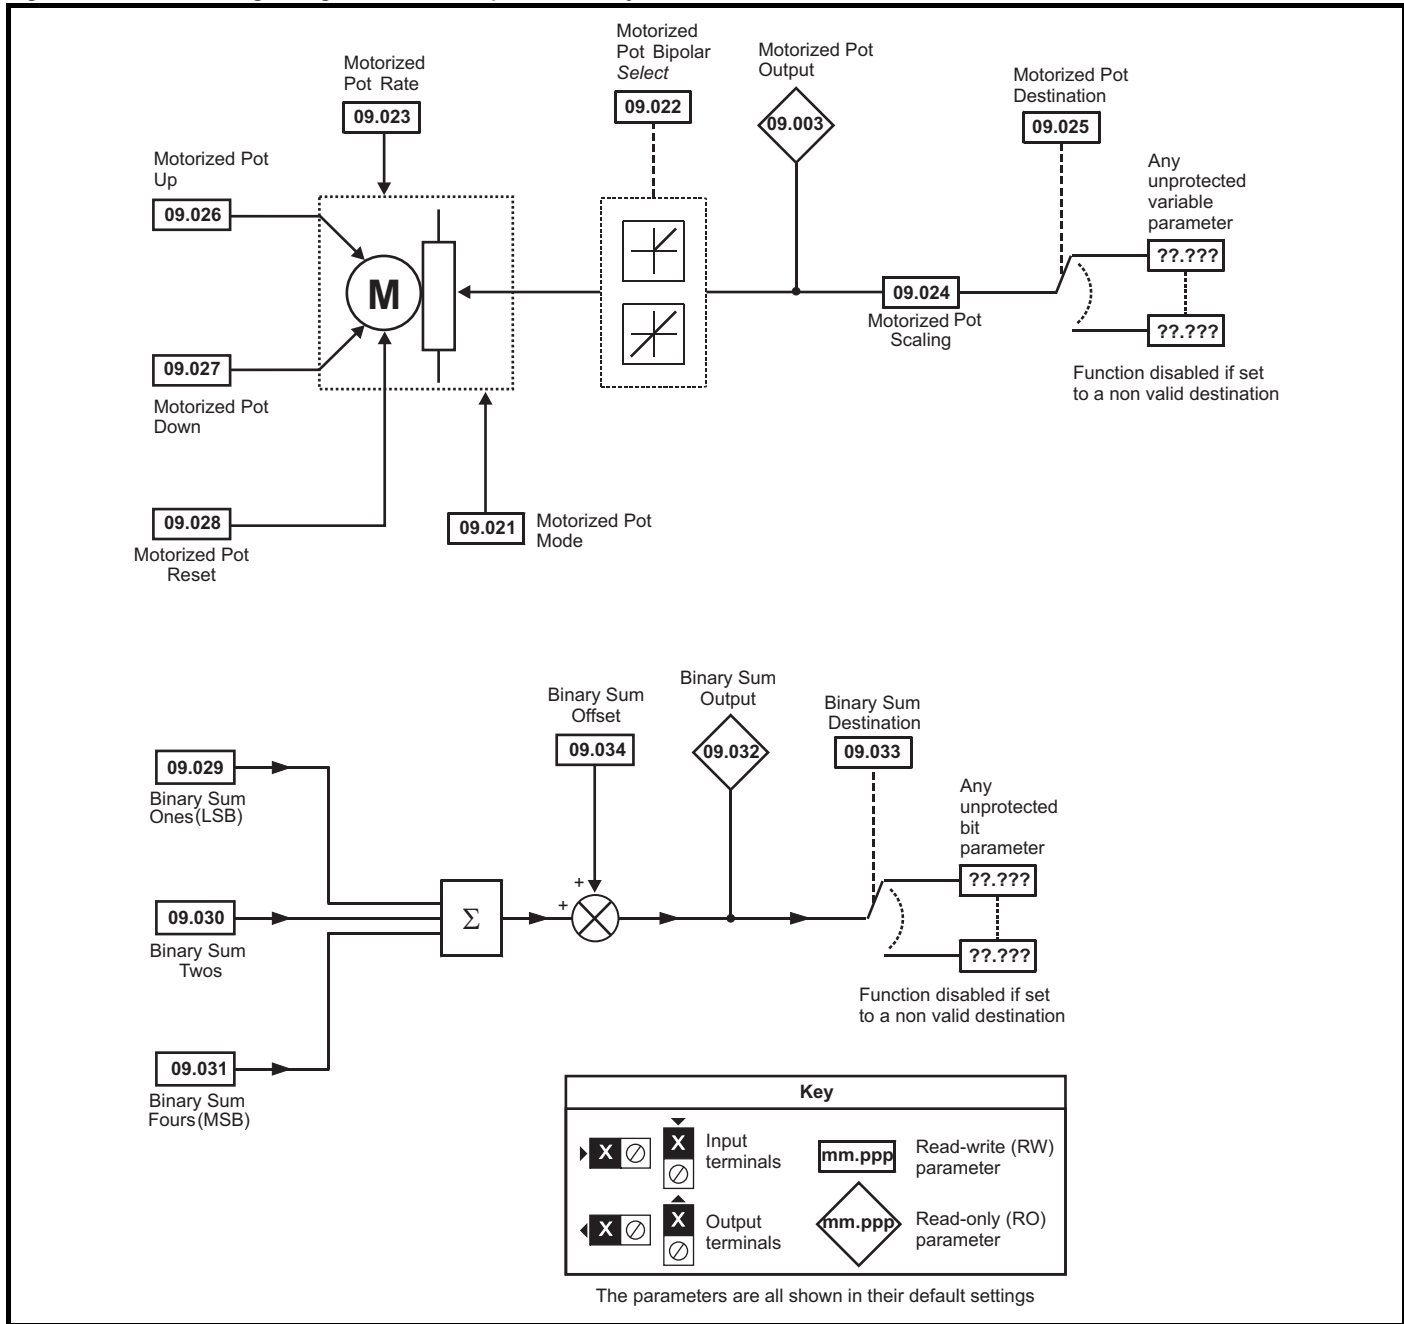 Motorized
Pot Rate
09.023
Motorized
Pot Bipolar
Select
09.022
Motorized Pot
Output
09.003
Motorized Pot
Destination
09.025
Motorized Pot
Up
09.026
Any
unprotected
variable
parameter
??.???
??.???
M
09.024
Motorized Pot
Scaling
09.027
Motorized Pot
Down
Function disabled if set
to a non valid destination
09.028
Motorized Pot
Reset
09.021
Motorized Pot
Mode
Binary Sum
Offset
09.034
Binary Sum
Output
09.032
Binary Sum
Destination
09.033
09.029
Binary Sum
Ones(LSB)
Any
unprotected
bit
parameter
??.???
??.???
+
+
Σ
09.030
Binary Sum
Twos
Function disabled if set
to a non valid destination
09.031
Binary Sum
Fours(MSB)
Key
X
X
Input
terminals
mm.ppp
Read-write (RW)
parameter
X
X
Output
terminals
mm.ppp
Read-only (RO)
parameter
The parameters are all shown in their default settings